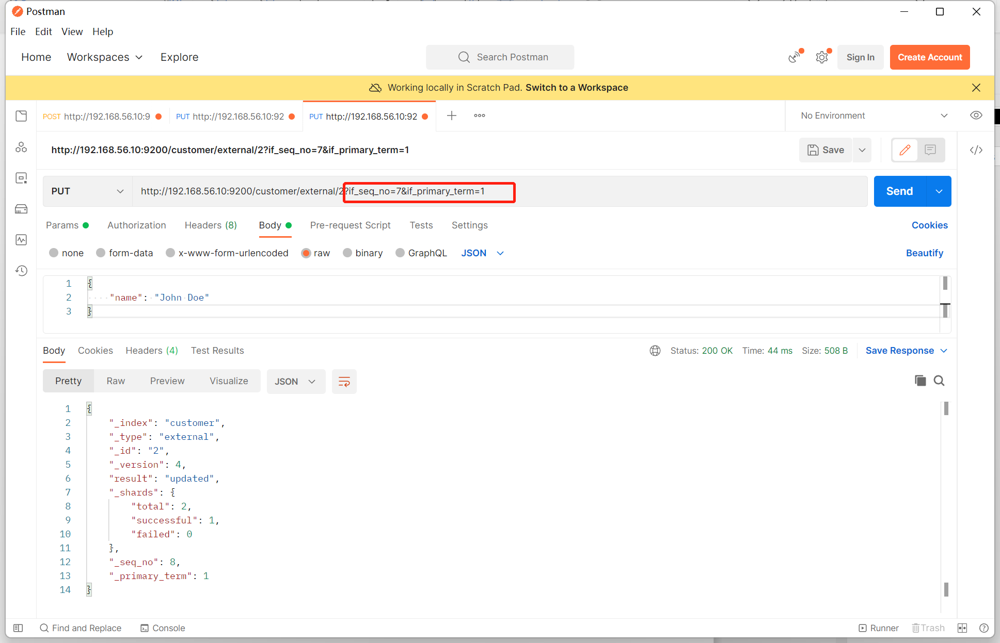 Postman
File Edit View Help
Home Workspaces Explore Search Postman Sign In Create Account
Working locally in Scratch Pad. Switch to a Workspace
POST http://192.168.56.10:9 PUT http://192.168.56.10:92 PUT http://192.168.56.10:92 No Environment
http://192.168.56.10:9200/customer/external/2?if_seq_no=7&if_primary_term=1 Save
PUT http://192.168.56.10:9200/customer/external/2?if_seq_no=7&if_primary_term=1 Send
Params Authorization Headers (8) Body Pre-request Script Tests Settings Cookies
none form-data x-www-form-urlencoded raw binary GraphQL JSON Beautify
1 {
2 "name": "John Doe"
3 }
Body Cookies Headers (4) Test Results Status: 200 OK Time: 44 ms Size: 508 B Save Response
Pretty Raw Preview Visualize JSON
1 {
2 "_index": "customer",
3 "_type": "external",
4 "_id": "2",
5 "_version": 4,
6 "result": "updated",
7 "_shards": {
8 "total": 2,
9 "successful": 1,
10 "failed": 0
11 },
12 "_seq_no": 8,
13 "_primary_term": 1
14 }
Find and Replace Console Runner Trash